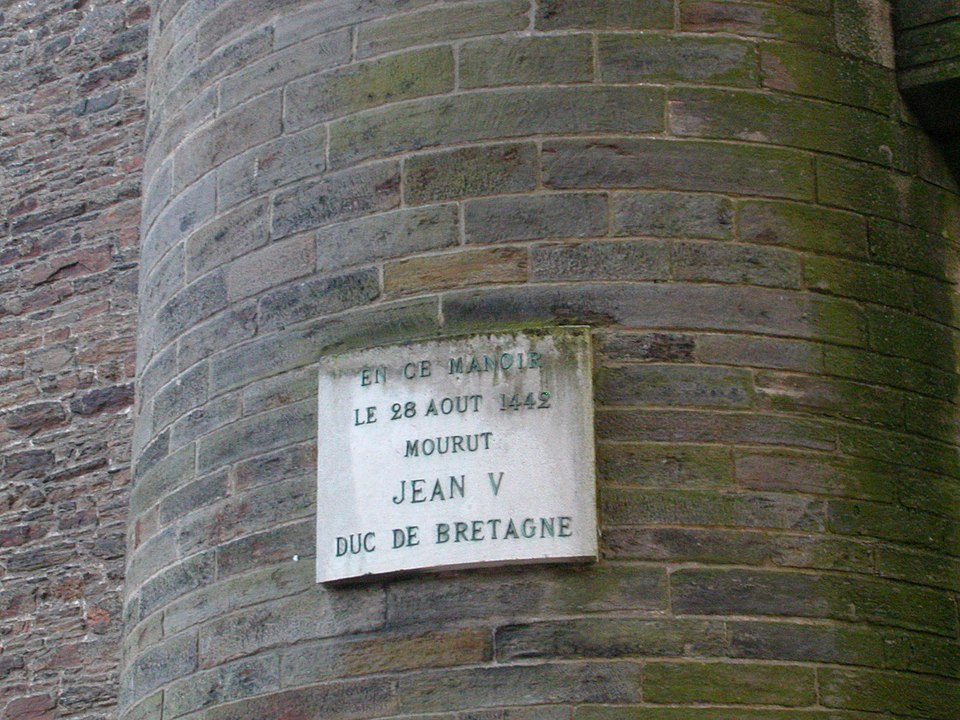 EN CE MANOIR
LE 28 AOUT 1442
MOURUT
JEAN V
DUC DE BRETAGNE